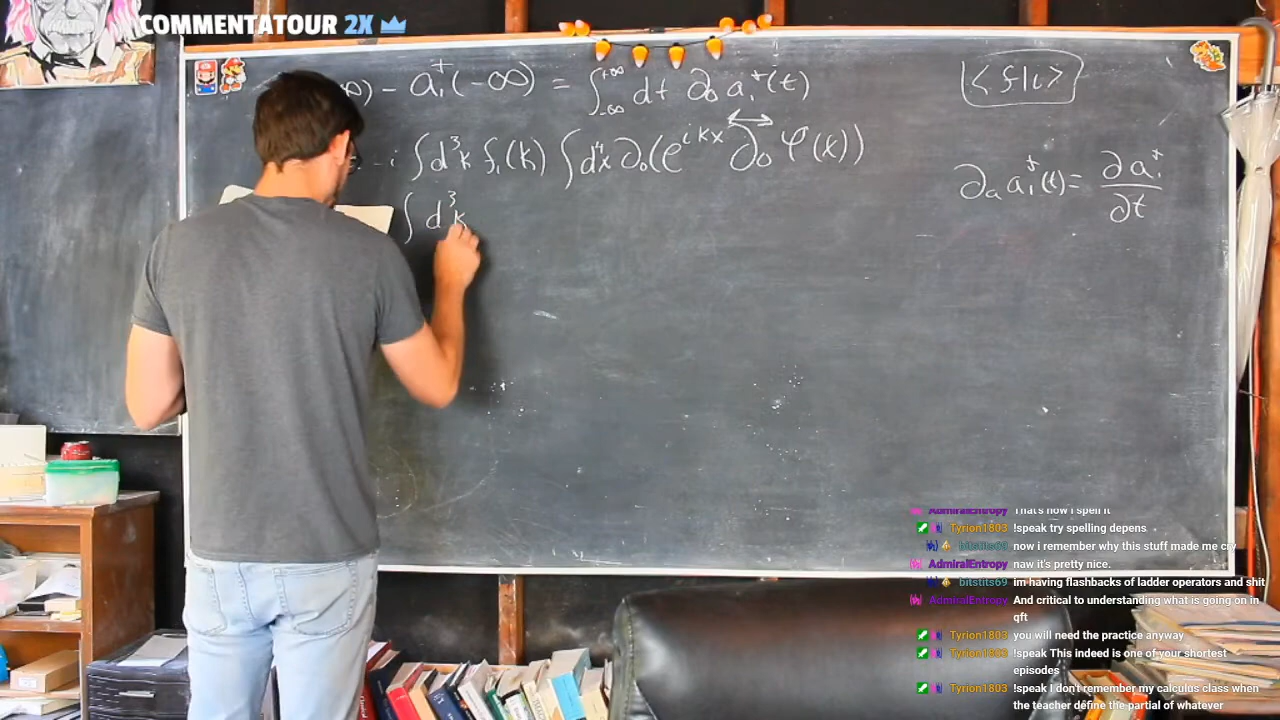 COMMENTATOUR 2X
∞) - a₁⁺(-∞) = ∫₋∞⁺∞ dt ∂₀ a₁⁺(t)
-i ∫d³k f₁(k) ∫d⁴x ∂₀(e^{ikx} ∂₀↔ φ(x))
∫ d³k
<f|i>
∂ₐ a₁⁺(t) = ∂a₁⁺/∂t
AdmiralEntropy That's how i spell it
Tyrion1803 !speak try spelling depens
bitstits69 now i remember why this stuff made me cry
AdmiralEntropy naw it's pretty nice.
bitstits69 im having flashbacks of ladder operators and shit
AdmiralEntropy And critical to understanding what is going on in
qft
Tyrion1803 you will need the practice anyway
Tyrion1803 !speak This indeed is one of your shortest
episodes
Tyrion1803 !speak I don't remember my calculus class when
the teacher define the partial of whatever